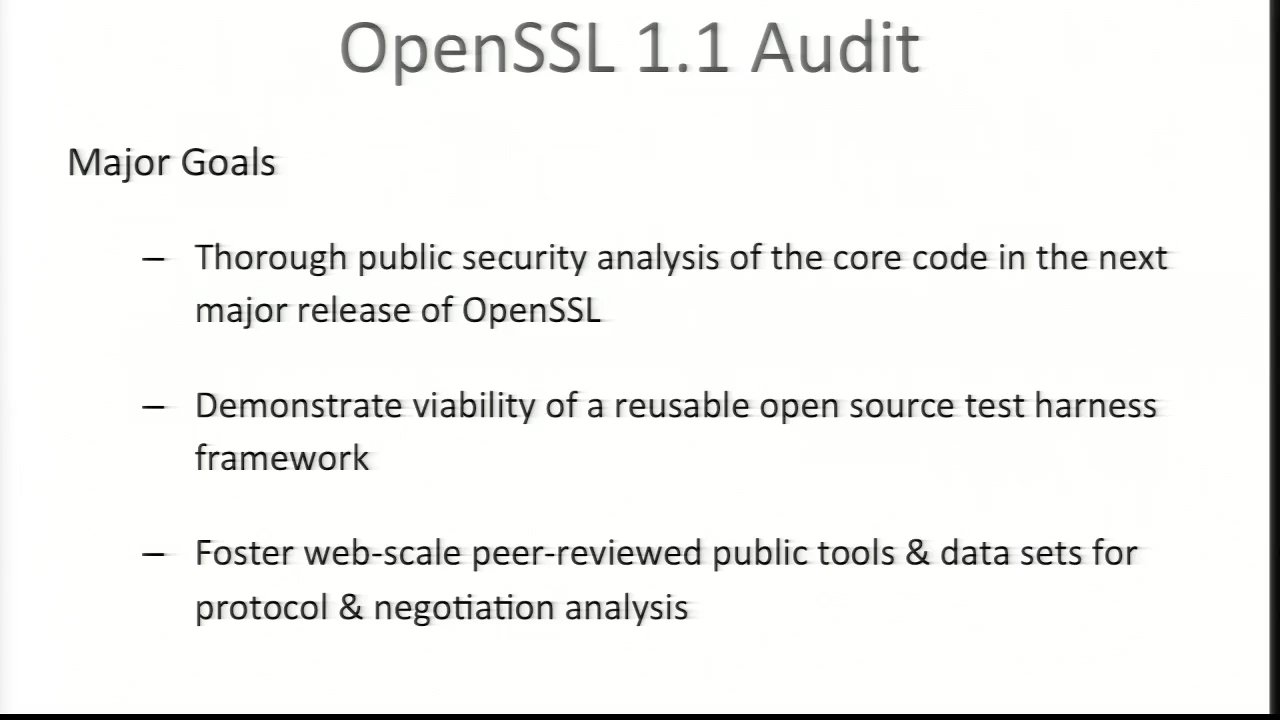 OpenSSL 1.1 Audit
Major Goals
– Thorough public security analysis of the core code in the next
major release of OpenSSL
– Demonstrate viability of a reusable open source test harness
framework
– Foster web-scale peer-reviewed public tools & data sets for
protocol & negotiation analysis